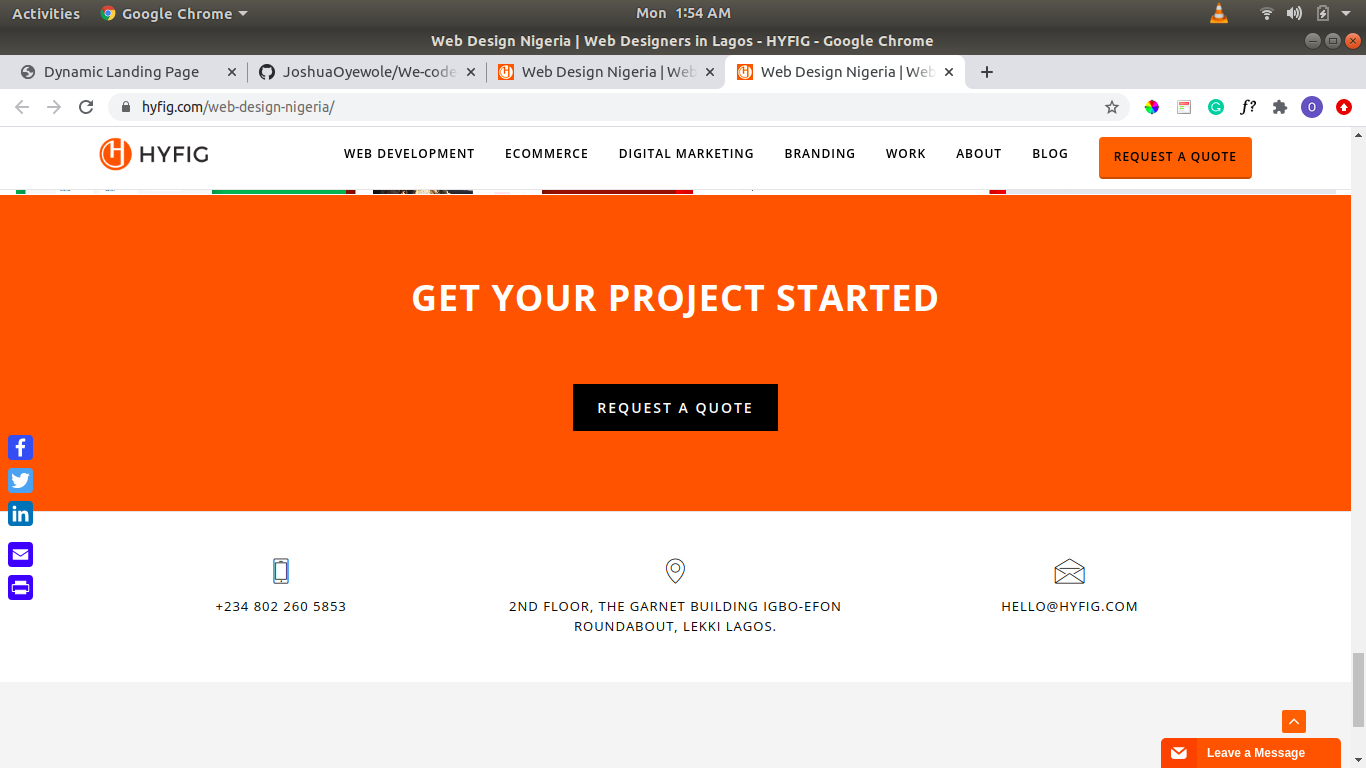 Activities
Google Chrome
Mon 1:54 AM
Web Design Nigeria | Web Designers in Lagos - HYFIG - Google Chrome
Dynamic Landing Page
JoshuaOyewole/We-code
Web Design Nigeria | Web
Web Design Nigeria | Web
hyfig.com/web-design-nigeria/
f?
O
HYFIG
WEB DEVELOPMENT
ECOMMERCE
DIGITAL MARKETING
BRANDING
WORK
ABOUT
BLOG
REQUEST A QUOTE
GET YOUR PROJECT STARTED
REQUEST A QUOTE
+234 802 260 5853
2ND FLOOR, THE GARNET BUILDING IGBO-EFON
ROUNDABOUT, LEKKI LAGOS.
HELLO@HYFIG.COM
Leave a Message